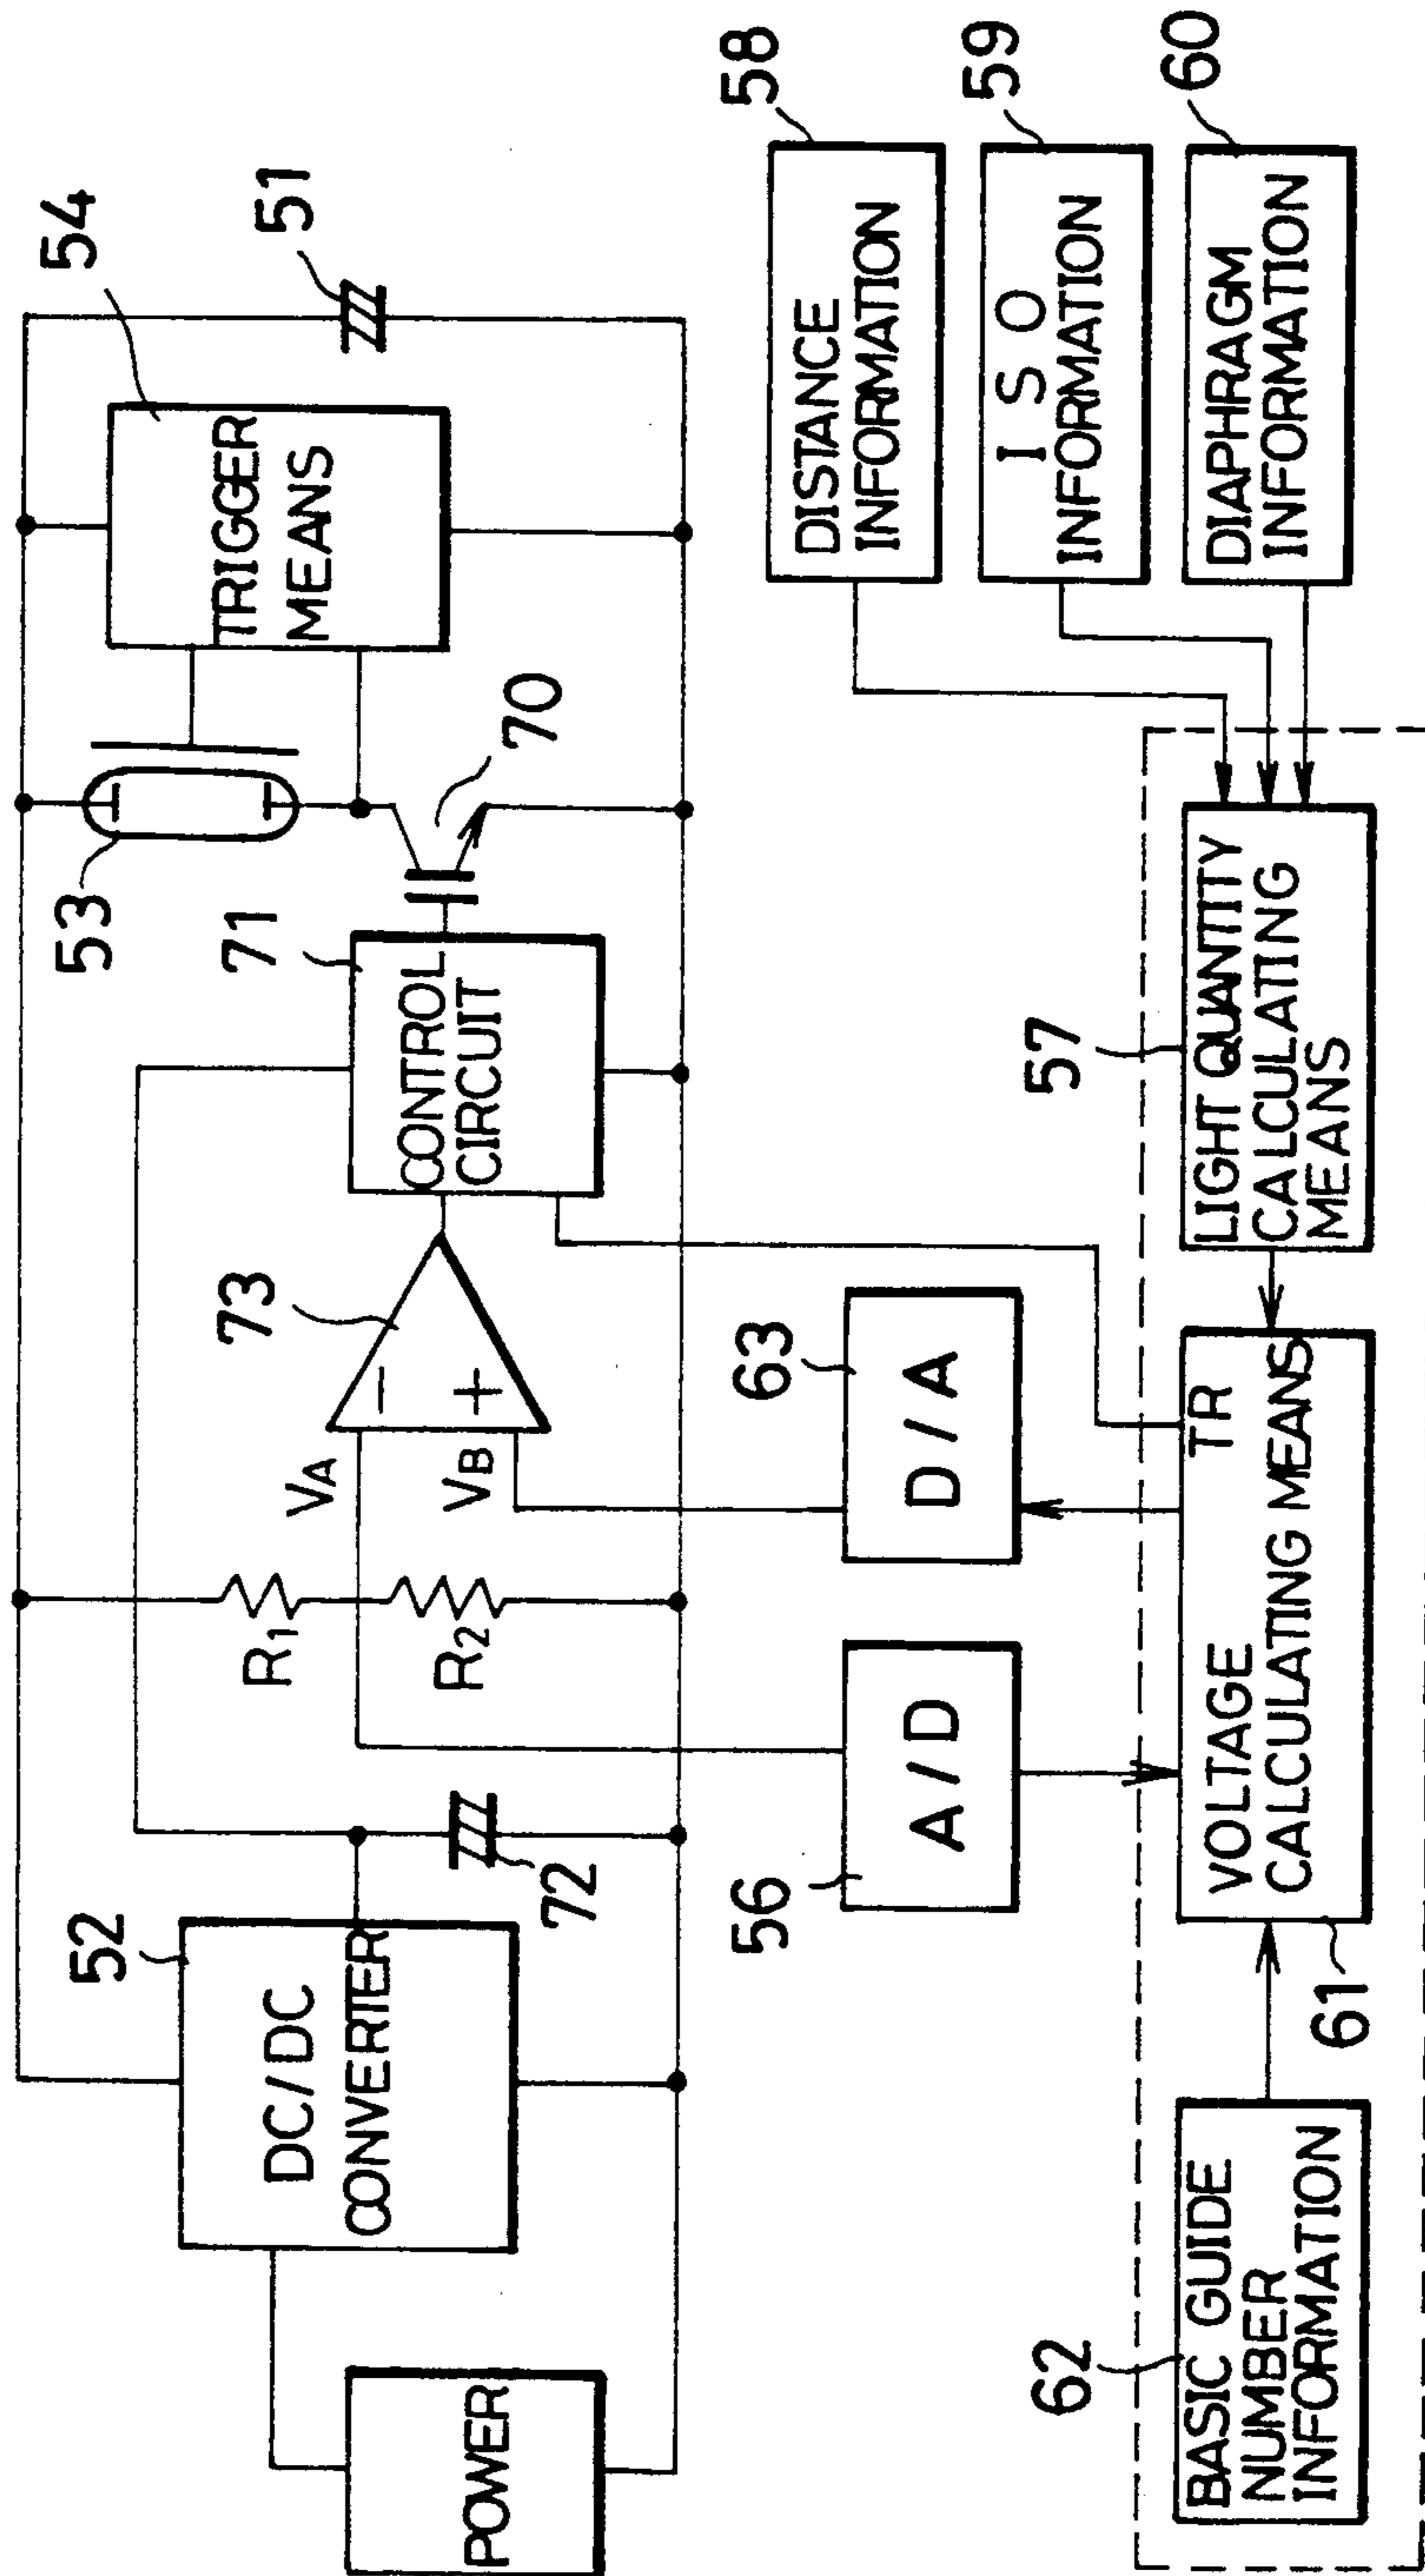 54
51
52
TRIGGER
MEANS
53
71
70
DC/DC
CONVERTER
73
CONTROL
CIRCUIT
R1
VA
−
POWER
72
R2
VB
+
58
DISTANCE
INFORMATION
56
A/D
63
D/A
59
I S O
INFORMATION
62
57
60
BASIC GUIDE
NUMBER
INFORMATION
VOLTAGE
CALCULATING MEANS
TR
LIGHT QUANTITY
CALCULATING
MEANS
DIAPHRAGM
INFORMATION
61